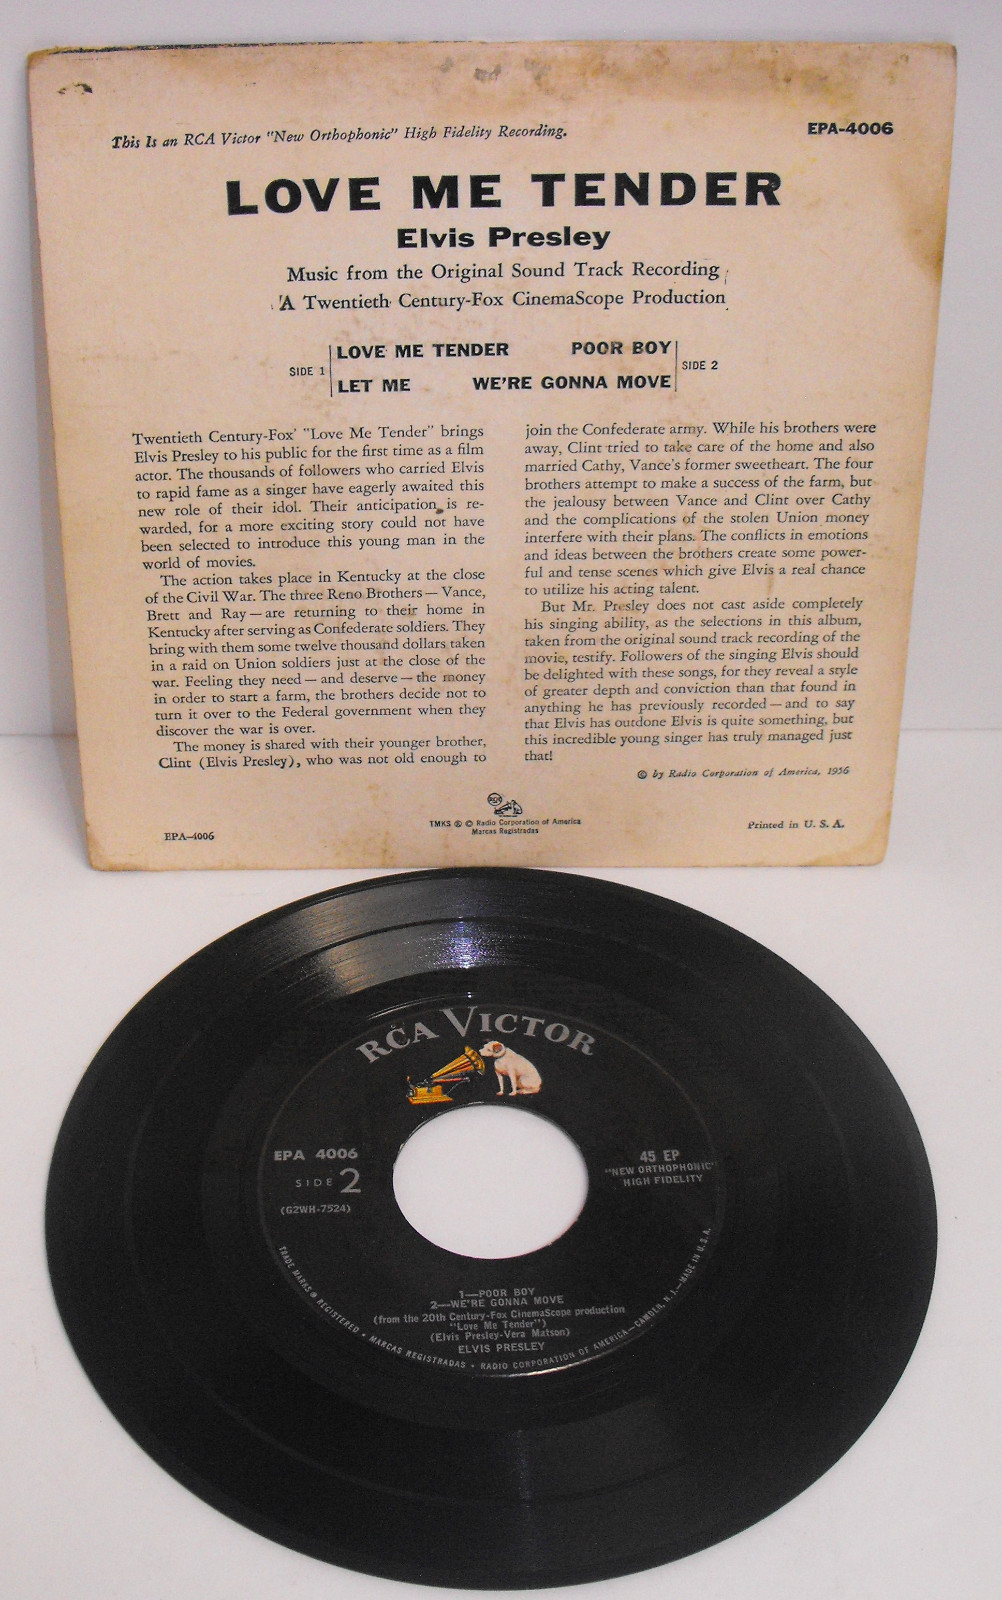 This Is an RCA Victor "New Orthophonic" High Fidelity Recording.
EPA-4006
LOVE ME TENDER
Elvis Presley
Music from the Original Sound Track Recording
A Twentieth Century-Fox CinemaScope Production
SIDE 1
LOVE ME TENDER
LET ME
POOR BOY
WE'RE GONNA MOVE
SIDE 2
Twentieth Century-Fox' "Love Me Tender" brings
Elvis Presley to his public for the first time as a film
actor. The thousands of followers who carried Elvis
to rapid fame as a singer have eagerly awaited this
new role of their idol. Their anticipation is re-
warded, for a more exciting story could not have
been selected to introduce this young man in the
world of movies.
The action takes place in Kentucky at the close
of the Civil War. The three Reno Brothers — Vance,
Brett and Ray — are returning to their home in
Kentucky after serving as Confederate soldiers. They
bring with them some twelve thousand dollars taken
in a raid on Union soldiers just at the close of the
war. Feeling they need — and deserve — the money
in order to start a farm, the brothers decide not to
turn it over to the Federal government when they
discover the war is over.
The money is shared with their younger brother,
Clint (Elvis Presley), who was not old enough to
join the Confederate army. While his brothers were
away, Clint tried to take care of the home and also
married Cathy, Vance's former sweetheart. The four
brothers attempt to make a success of the farm, but
the jealousy between Vance and Clint over Cathy
and the complications of the stolen Union money
interfere with their plans. The conflicts in emotions
and ideas between the brothers create some power-
ful and tense scenes which give Elvis a real chance
to utilize his acting talent.
But Mr. Presley does not cast aside completely
his singing ability, as the selections in this album,
taken from the original sound track recording of the
movie, testify. Followers of the singing Elvis should
be delighted with these songs, for they reveal a style
of greater depth and conviction than that found in
anything he has previously recorded — and to say
that Elvis has outdone Elvis is quite something, but
this incredible young singer has truly managed just
that!
© by Radio Corporation of America, 1956
EPA-4006
TMKS ® © Radio Corporation of America
Marcas Registradas
Printed in U. S. A.
RCA VICTOR
EPA 4006
SIDE 2
(G2WH-7524)
45 EP
"NEW ORTHOPHONIC"
HIGH FIDELITY
1—POOR BOY
2—WE'RE GONNA MOVE
(from the 20th Century-Fox CinemaScope production
"Love Me Tender")
(Elvis Presley-Vera Matson)
ELVIS PRESLEY
TRADE MARKS ® REGISTERED • MARCAS REGISTRADAS • RADIO CORPORATION OF AMERICA—CAMDEN, N. J.—MADE IN U.S.A.